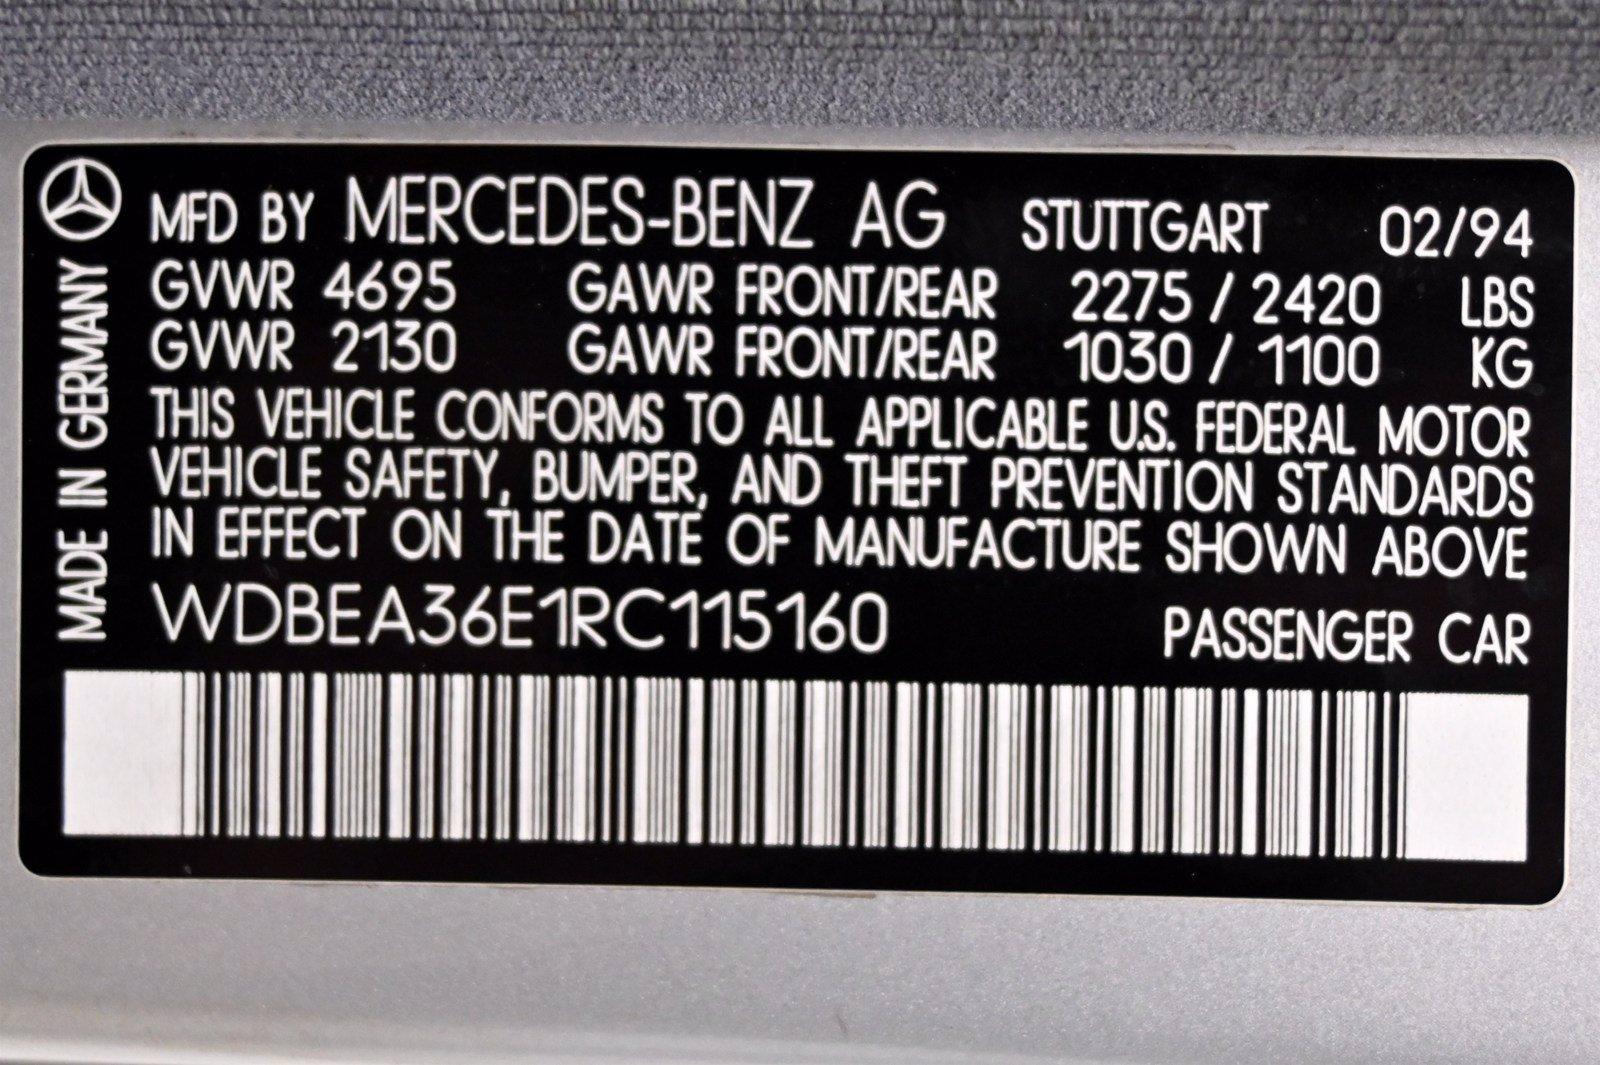 MFD BY MERCEDES-BENZ AG STUTTGART 02/94
GVWR 4695 GAWR FRONT/REAR 2275 / 2420 LBS
GVWR 2130 GAWR FRONT/REAR 1030 / 1100 KG
THIS VEHICLE CONFORMS TO ALL APPLICABLE U.S. FEDERAL MOTOR
VEHICLE SAFETY, BUMPER, AND THEFT PREVENTION STANDARDS
IN EFFECT ON THE DATE OF MANUFACTURE SHOWN ABOVE
WDBEA36E1RC115160 PASSENGER CAR
MADE IN GERMANY